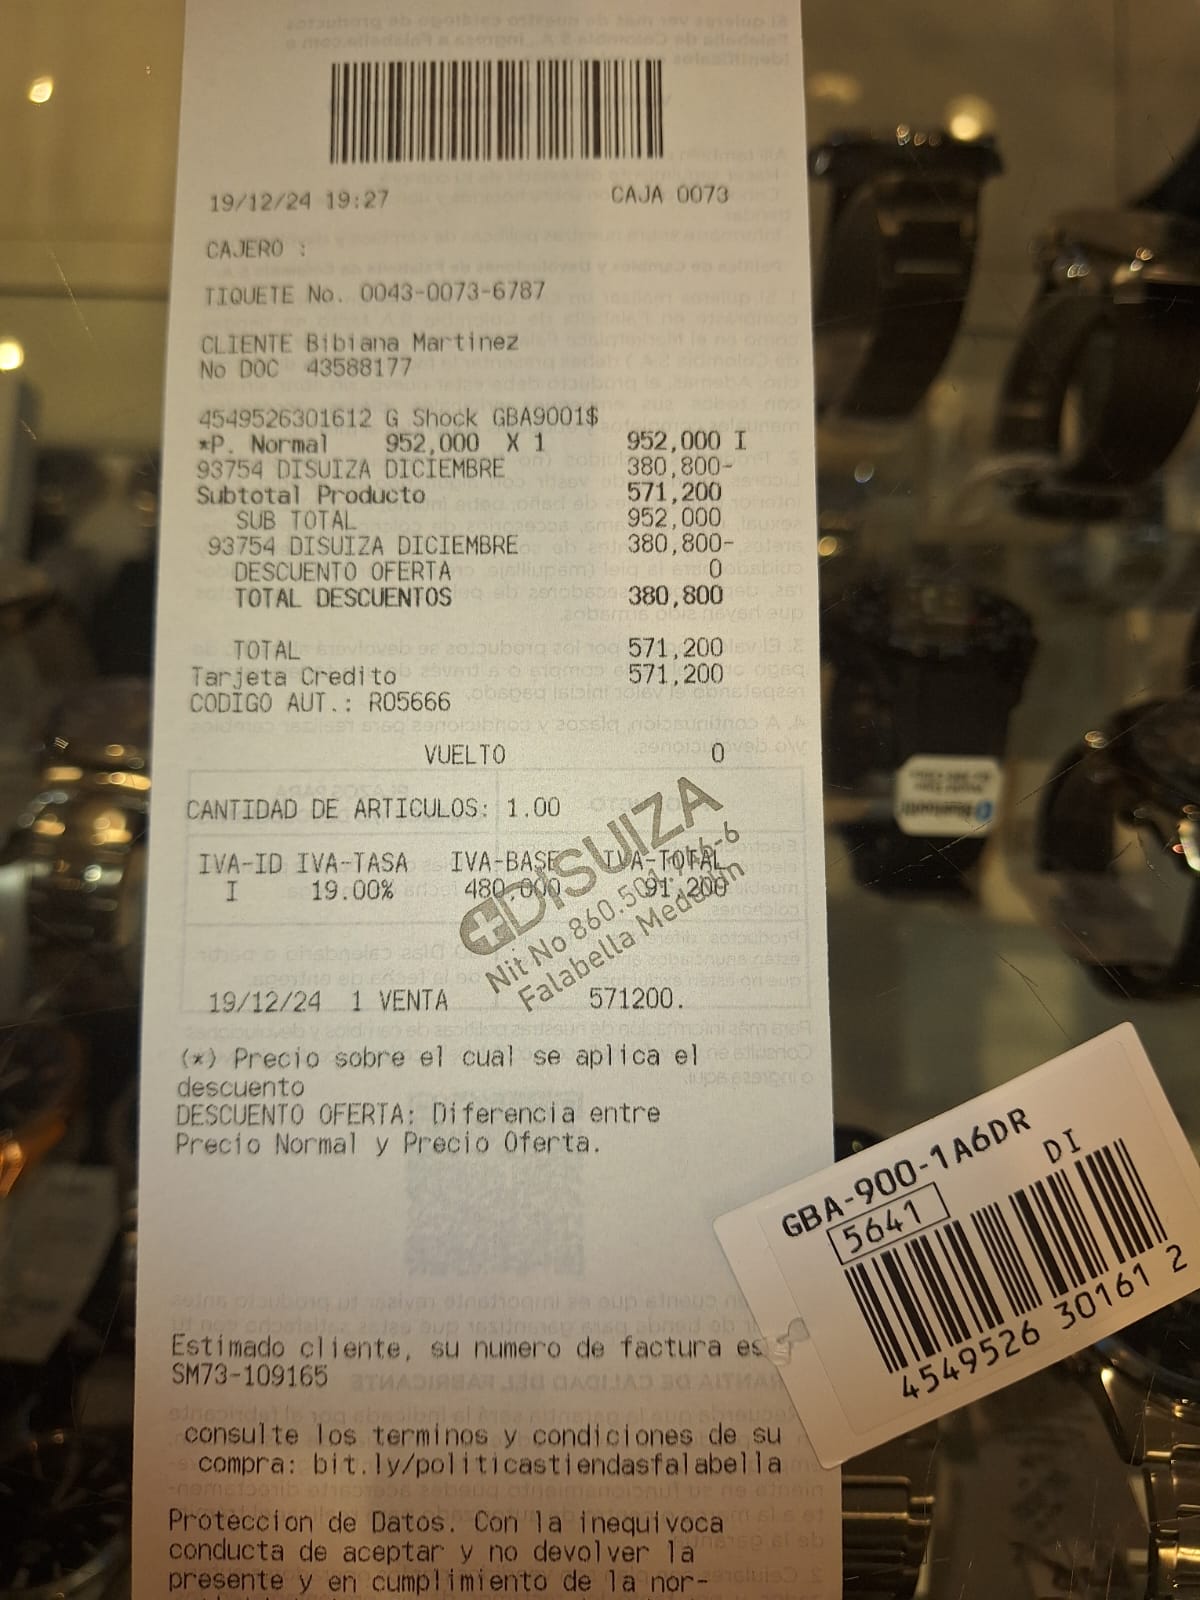 19/12/24 19:27 CAJA 0073
CAJERO :
TIQUETE No. 0043-0073-6787
CLIENTE Bibiana Martinez
No DOC 43588177
4549526301612 G Shock GBA9001$
*P. Normal 952,000 X 1 952,000 I
93754 DISUIZA DICIEMBRE 380,800-
Subtotal Producto 571,200
SUB TOTAL 952,000
93754 DISUIZA DICIEMBRE 380,800-
DESCUENTO OFERTA 0
TOTAL DESCUENTOS 380,800
TOTAL 571,200
Tarjeta Credito 571,200
CODIGO AUT.: R05666
VUELTO 0
CANTIDAD DE ARTICULOS: 1.00
IVA-ID IVA-TASA IVA-BASE IVA-TOTAL
I 19.00% 480,000 91,200
DISUIZA
Nit No 860.501
Falabella Medellín
19/12/24 1 VENTA 571200.
(*) Precio sobre el cual se aplica el
descuento
DESCUENTO OFERTA: Diferencia entre
Precio Normal y Precio Oferta.
Estimado cliente, su numero de factura es
SM73-109165
consulte los terminos y condiciones de su
compra: bit.ly/politicastiendasfalabella
Proteccion de Datos. Con la inequivoca
conducta de aceptar y no devolver la
presente y en cumplimiento de la nor-
GBA-900-1A6DR
5641 DI
4549526 30161 2
Bluetooth